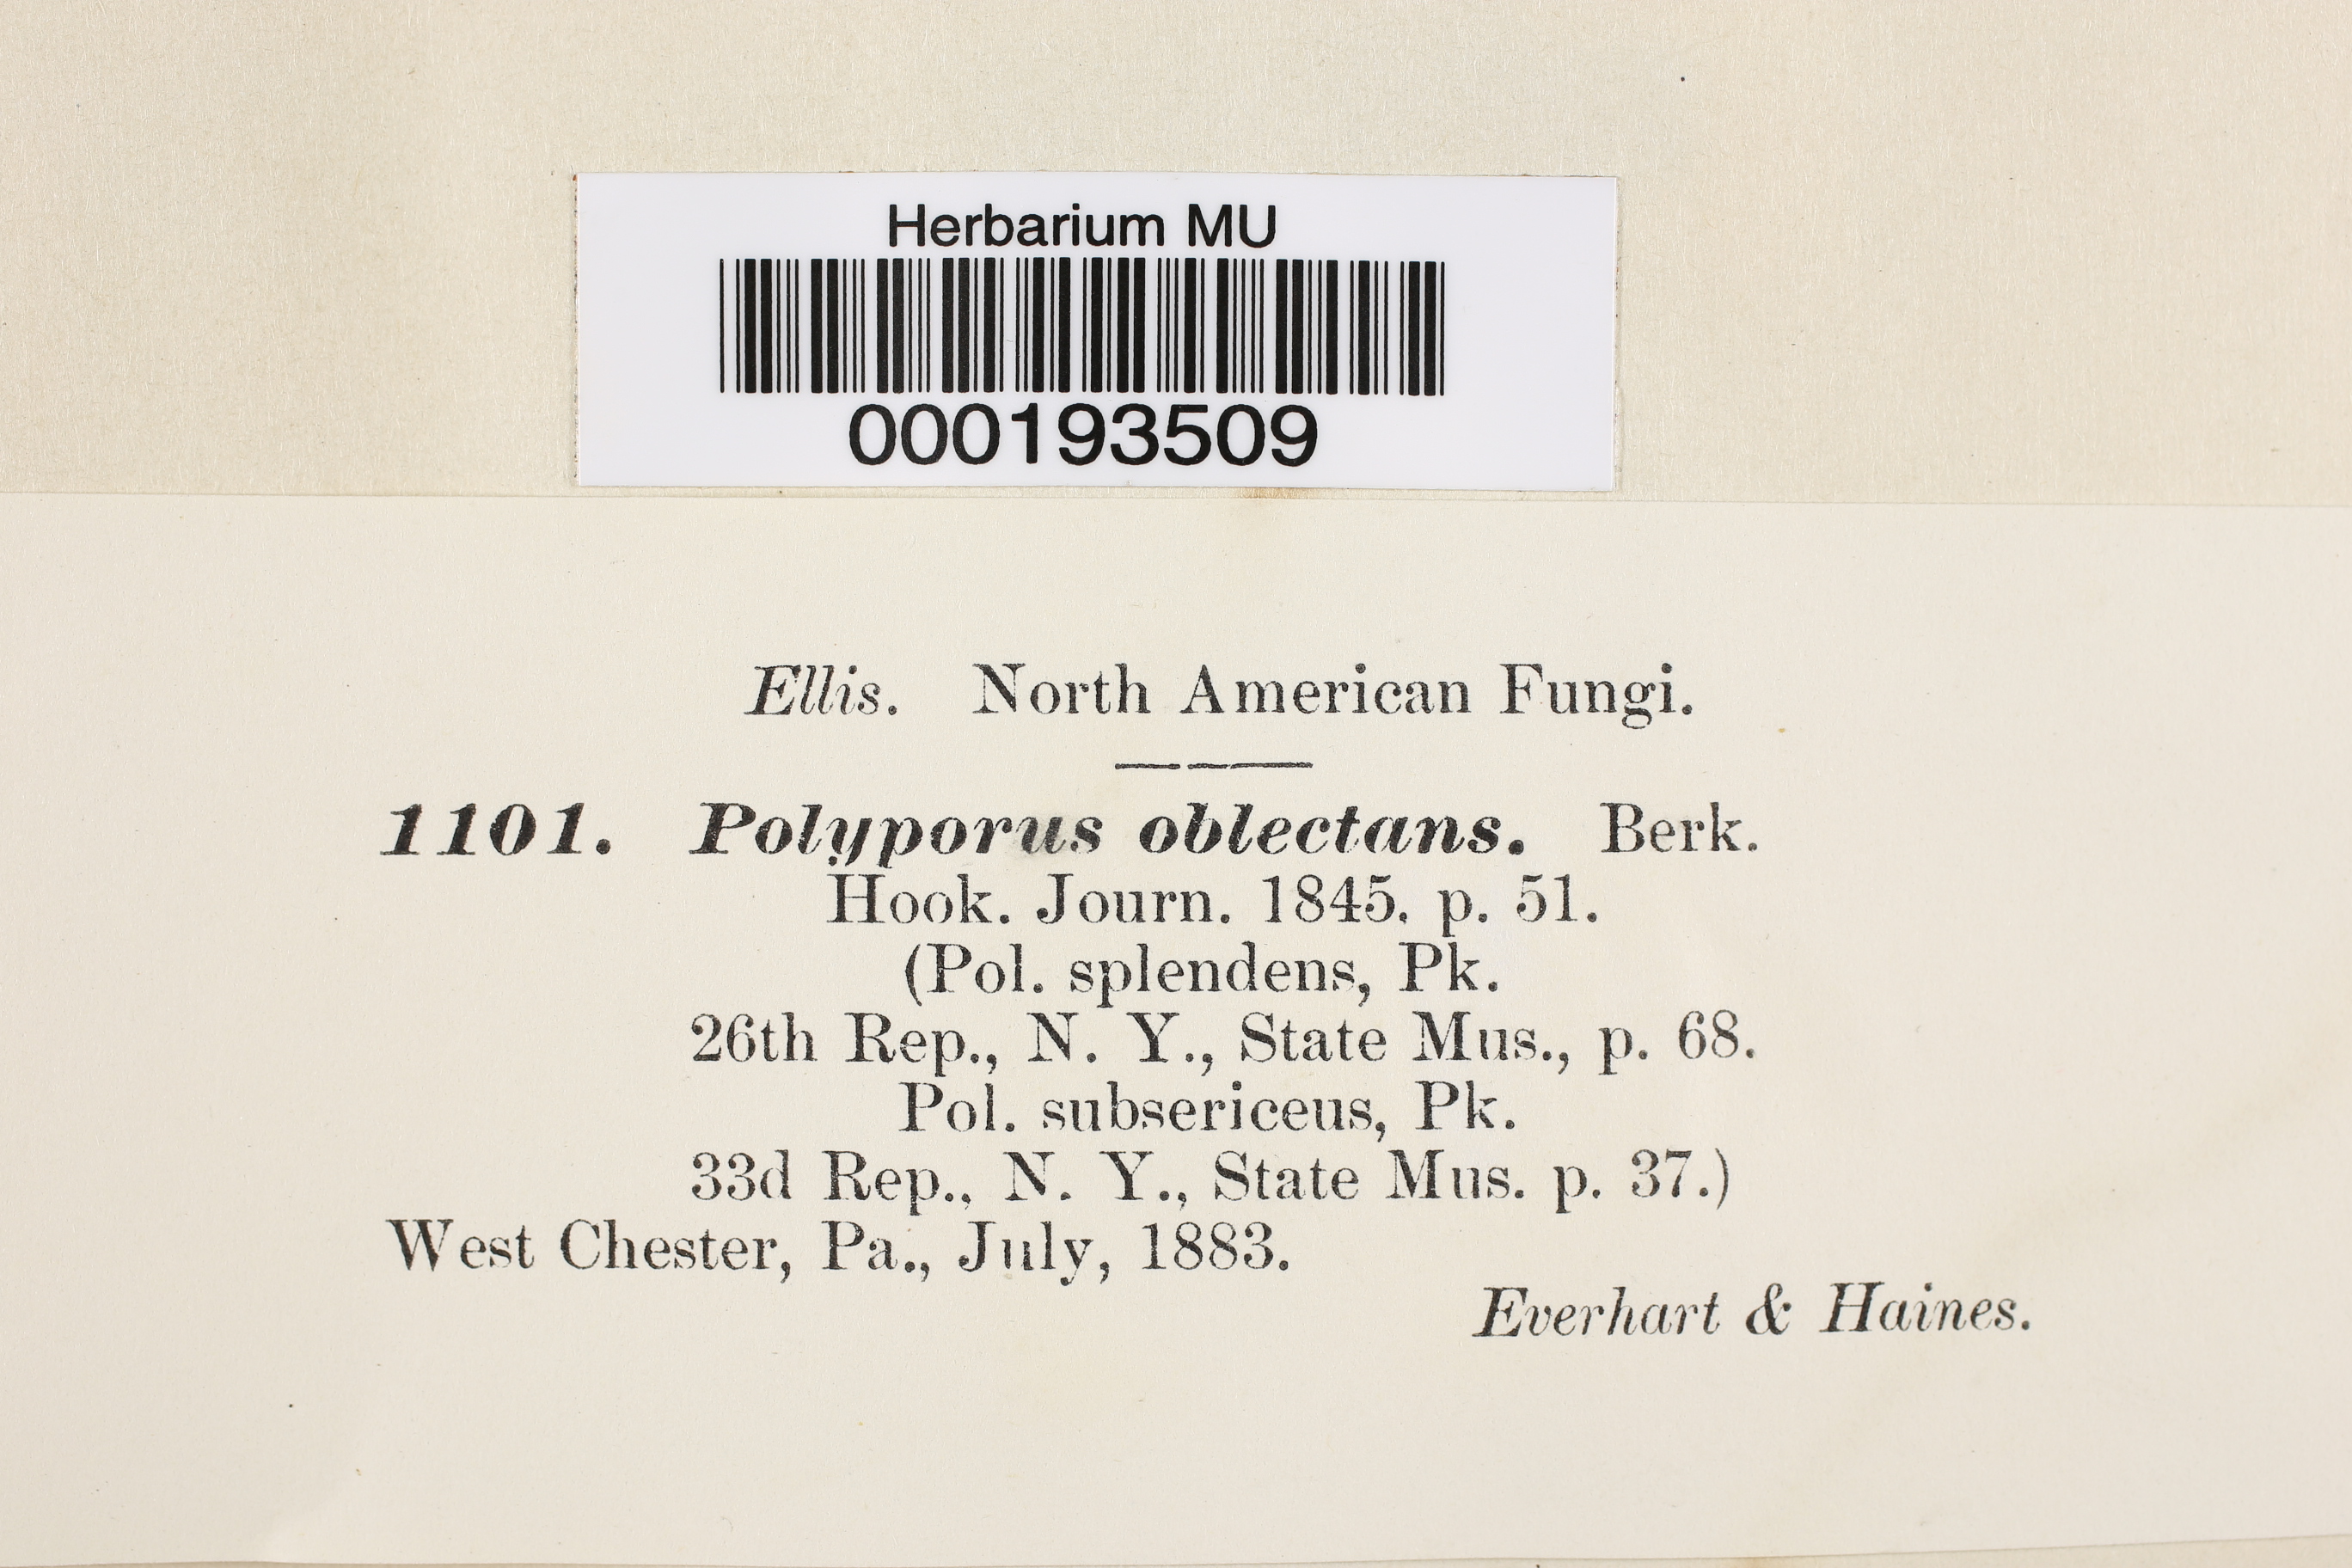 Herbarium MU
000193509
Ellis. North American Fungi.
1101. Polyporus oblectans. Berk.
Hook. Journ. 1845. p. 51.
(Pol. splendens, Pk.
26th Rep., N. Y., State Mus., p. 68.
Pol. subsericeus, Pk.
33d Rep., N. Y., State Mus. p. 37.)
West Chester, Pa., July, 1883.
Everhart & Haines.